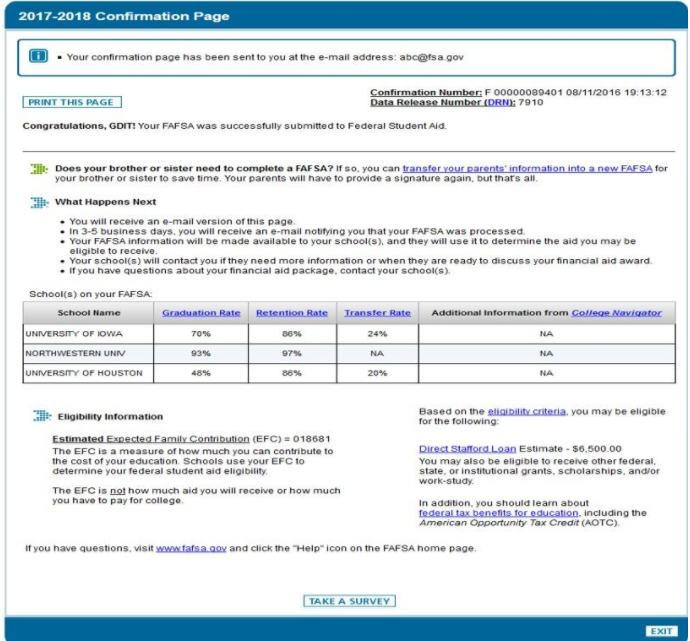 2017-2018 Confirmation Page
• Your confirmation page has been sent to you at the e-mail address: abc@fsa.gov
PRINT THIS PAGE
Confirmation Number: F 00000089401 08/11/2016 19:13:12
Data Release Number (DRN): 7910
Congratulations, GDIT! Your FAFSA was successfully submitted to Federal Student Aid.
Does your brother or sister need to complete a FAFSA? If so, you can transfer your parents' information into a new FAFSA for
your brother or sister to save time. Your parents will have to provide a signature again, but that's all.
What Happens Next
• You will receive an e-mail version of this page.
• In 3-5 business days, you will receive an e-mail notifying you that your FAFSA was processed.
• Your FAFSA information will be made available to your school(s), and they will use it to determine the aid you may be
eligible to receive.
• Your school(s) will contact you if they need more information or when they are ready to discuss your financial aid award.
• If you have questions about your financial aid package, contact your school(s).
School(s) on your FAFSA:
School Name Graduation Rate Retention Rate Transfer Rate Additional Information from College Navigator
UNIVERSITY OF IOWA 70% 86% 24% NA
NORTHWESTERN UNIV 93% 97% NA NA
UNIVERSITY OF HOUSTON 48% 86% 20% NA
Eligibility Information
Estimated Expected Family Contribution (EFC) = 018681
The EFC is a measure of how much you can contribute to
the cost of your education. Schools use your EFC to
determine your federal student aid eligibility.
The EFC is not how much aid you will receive or how much
you have to pay for college.
Based on the eligibility criteria, you may be eligible
for the following:
Direct Stafford Loan Estimate - $6,500.00
You may also be eligible to receive other federal,
state, or institutional grants, scholarships, and/or
work-study.
In addition, you should learn about
federal tax benefits for education, including the
American Opportunity Tax Credit (AOTC).
If you have questions, visit www.fafsa.gov and click the "Help" icon on the FAFSA home page.
TAKE A SURVEY
EXIT